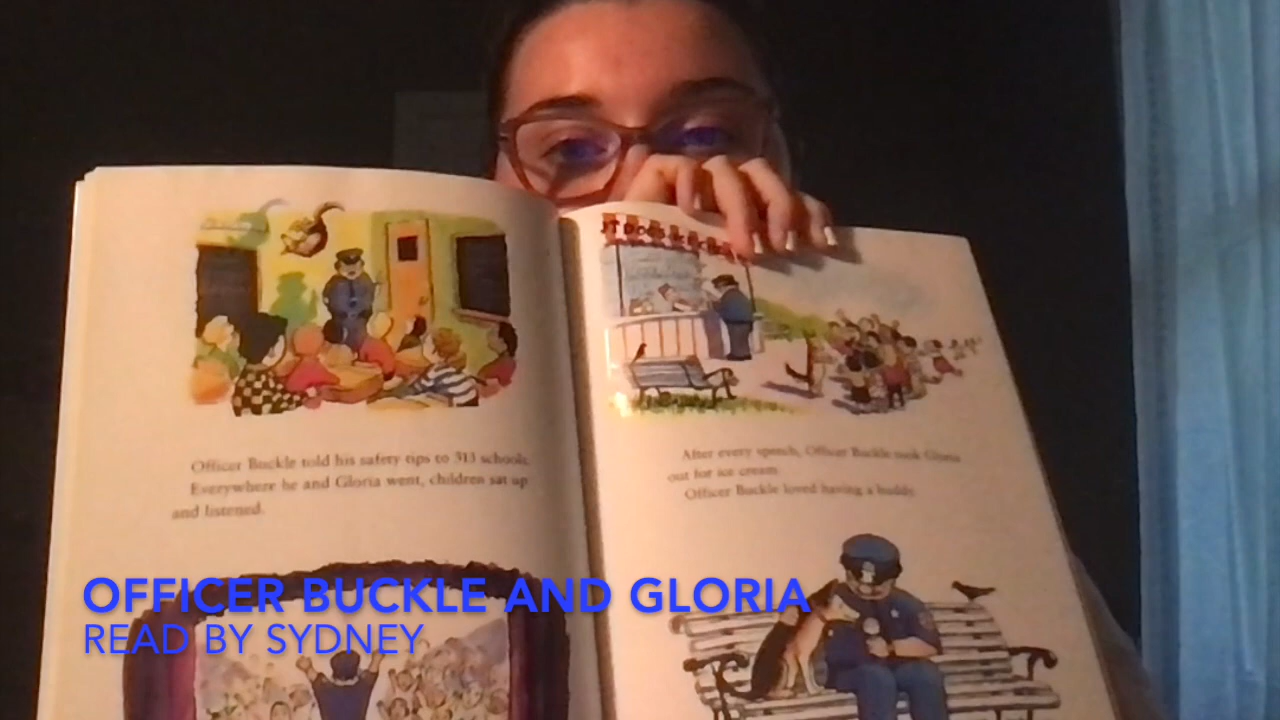 Officer Buckle told his safety tips to 313 schools.
Everywhere he and Gloria went, children sat up
and listened.
After every speech, Officer Buckle took Gloria
out for ice cream.
Officer Buckle loved having a buddy.
OFFICER BUCKLE AND GLORIA
READ BY SYDNEY